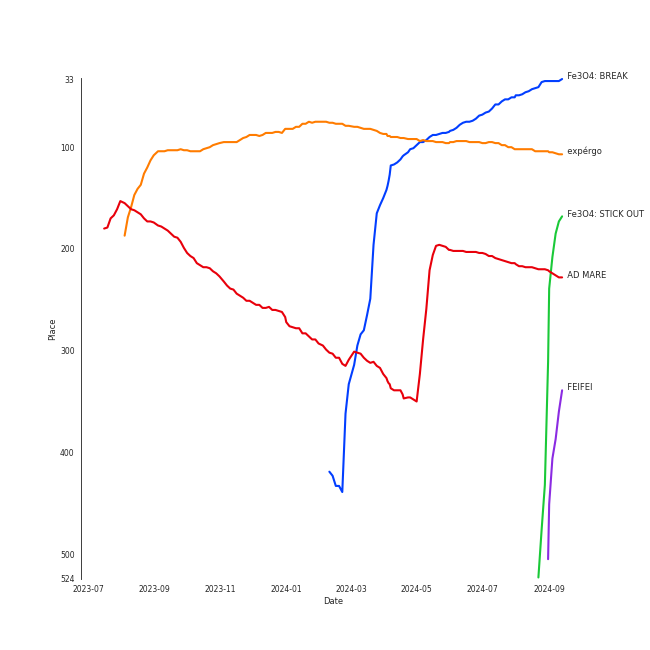 33
Fe3O4: BREAK
100
expérgo
200
Fe3O4: STICK OUT
AD MARE
300
Place
FEIFEI
400
500
524
2023-07 2023-09 2023-11 2024-01 2024-03 2024-05 2024-07 2024-09
Date